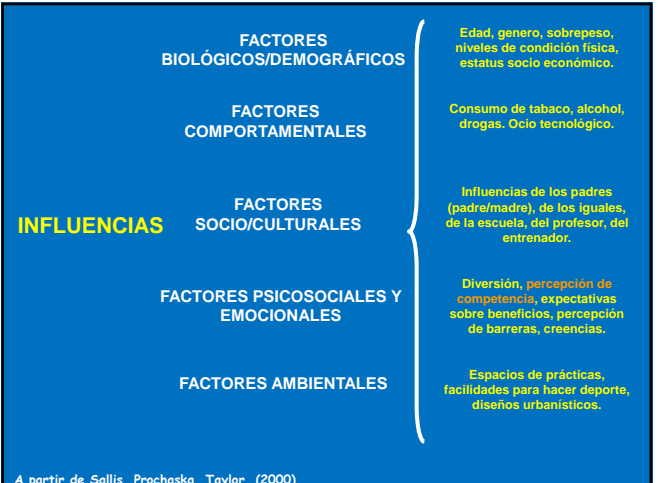 FACTORES
BIOLÓGICOS/DEMOGRÁFICOS
Edad, genero, sobrepeso,
niveles de condición física,
estatus socio económico.
FACTORES
COMPORTAMENTALES
Consumo de tabaco, alcohol,
drogas. Ocio tecnológico.
INFLUENCIAS
FACTORES
SOCIO/CULTURALES
Influencias de los padres
(padre/madre), de los iguales,
de la escuela, del profesor, del
entrenador.
FACTORES PSICOSOCIALES Y
EMOCIONALES
Diversión, percepción de
competencia, expectativas
sobre beneficios, percepción
de barreras, creencias.
FACTORES AMBIENTALES
Espacios de prácticas,
facilidades para hacer deporte,
diseños urbanísticos.
A partir de Sallis, Prochaska, Taylor, (2000)